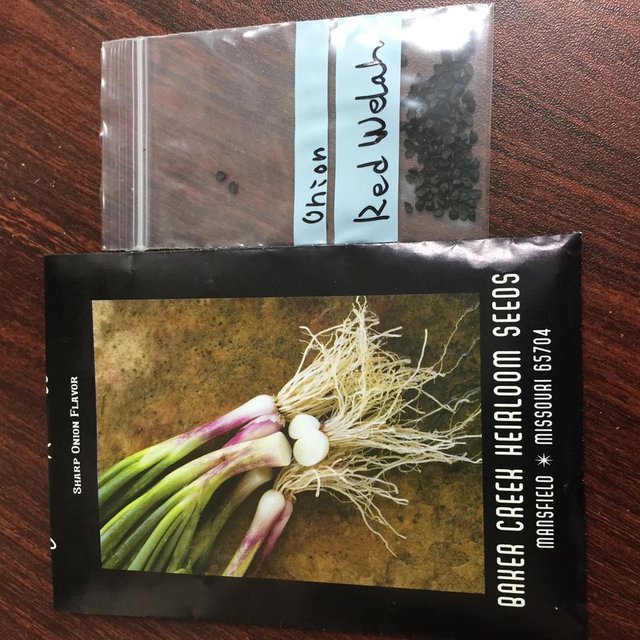 Onion
Red Welsh
BAKER CREEK HEIRLOOM SEEDS
MANSFIELD ✷ MISSOURI 65704
SHARP ONION FLAVOR